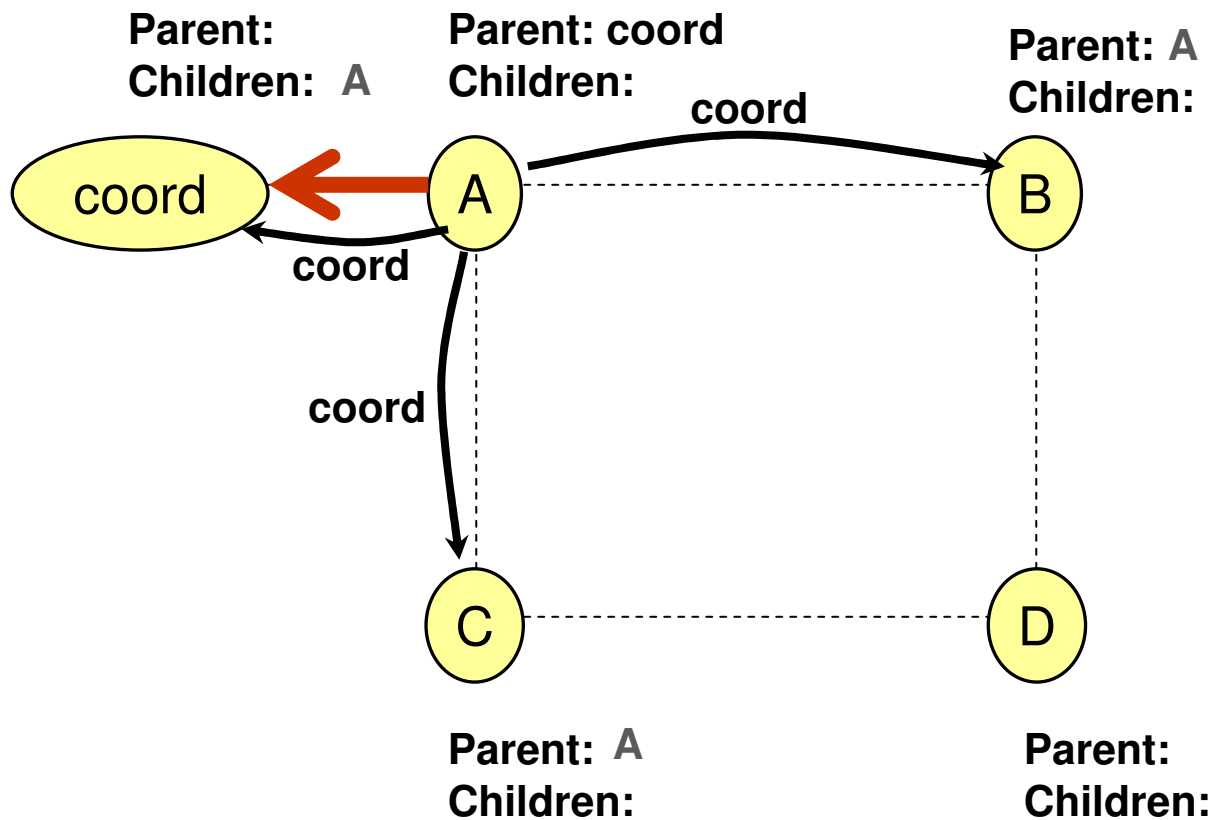 Parent:
Children: A
Parent: coord
Children:
Parent: A
Children:
coord
coord
A
B
coord
coord
C
D
Parent: A
Children:
Parent:
Children: